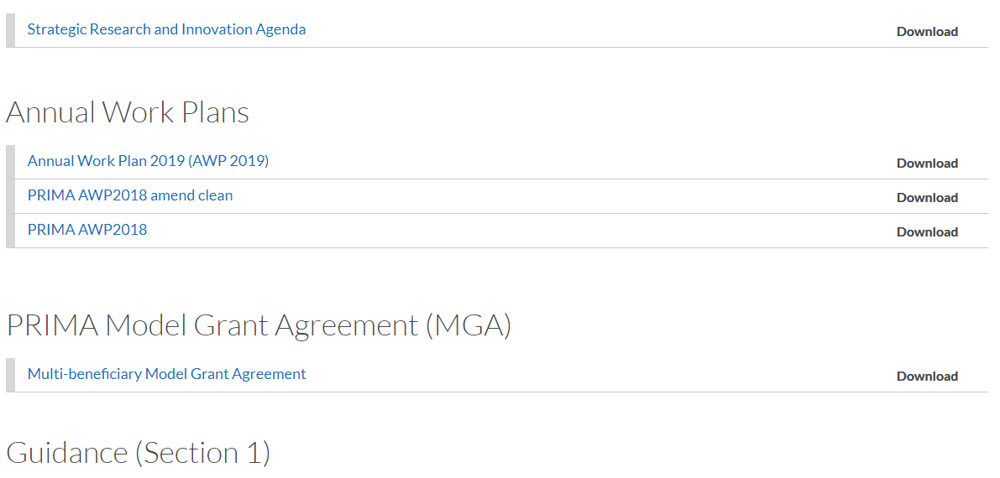 Strategic Research and Innovation Agenda Download
Annual Work Plans
Annual Work Plan 2019 (AWP 2019) Download
PRIMA AWP2018 amend clean Download
PRIMA AWP2018 Download
PRIMA Model Grant Agreement (MGA)
Multi-beneficiary Model Grant Agreement Download
Guidance (Section 1)